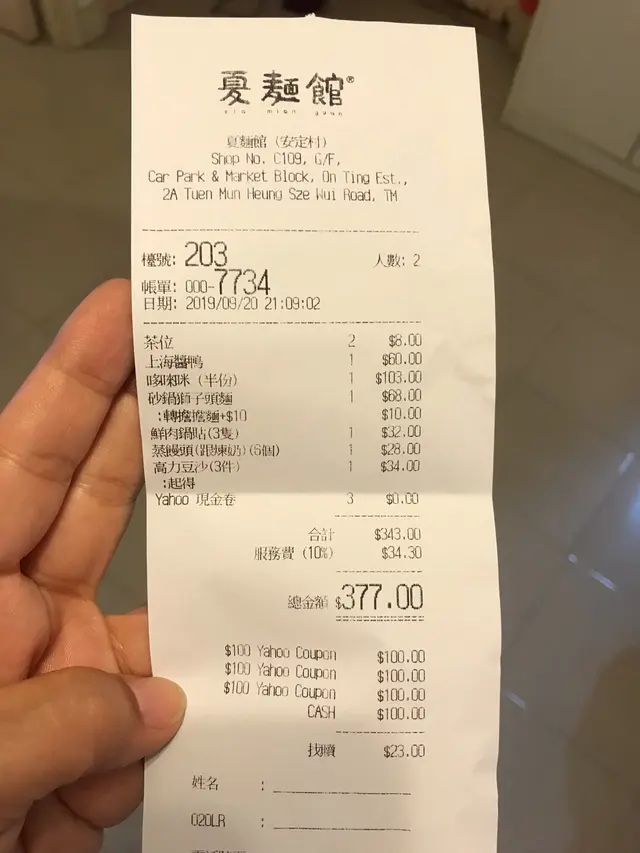 夏麵館®
xia mian guan
夏麵館 (安定村)
Shop No. C109, G/F,
Car Park & Market Block, On Ting Est.,
2A Tuen Mun Heung Sze Wui Road, TM
檯號: 203 人數: 2
帳單: 000-7734
日期: 2019/09/20 21:09:02
茶位 2 $8.00
上海醬鴨 1 $60.00
哆咪咪 (半份) 1 $103.00
砂鍋獅子頭麵 1 $68.00
:轉擔擔麵+$10 $10.00
鮮肉鍋貼(3隻) 1 $32.00
蒸饅頭(跟煉奶)(6個) 1 $28.00
高力豆沙(3件) 1 $34.00
:起得
Yahoo 現金卷 3 $0.00
合計 $343.00
服務費 (10%) $34.30
總金額 $377.00
$100 Yahoo Coupon $100.00
$100 Yahoo Coupon $100.00
$100 Yahoo Coupon $100.00
CASH $100.00
找續 $23.00
姓名 :
020LR :